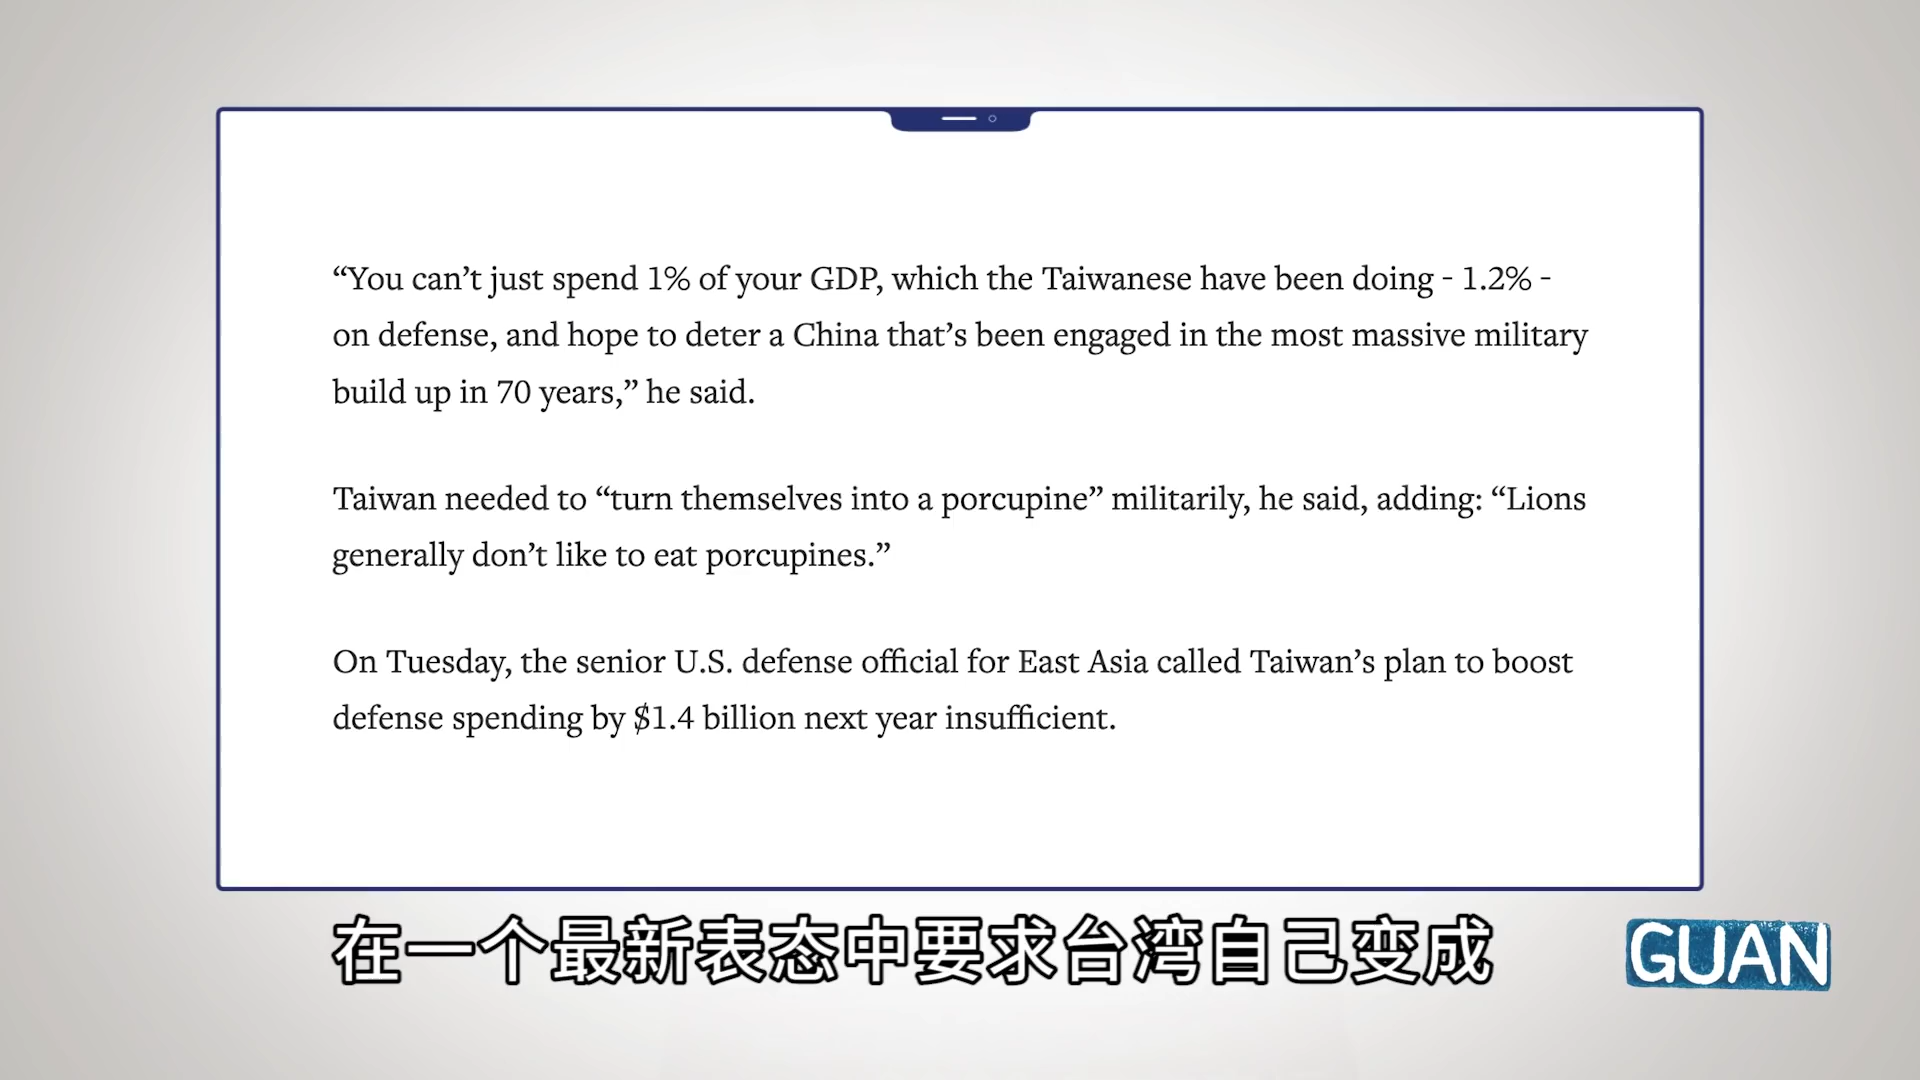 “You can’t just spend 1% of your GDP, which the Taiwanese have been doing - 1.2% -
on defense, and hope to deter a China that’s been engaged in the most massive military
build up in 70 years,” he said.
Taiwan needed to “turn themselves into a porcupine” militarily, he said, adding: “Lions
generally don’t like to eat porcupines.”
On Tuesday, the senior U.S. defense official for East Asia called Taiwan’s plan to boost
defense spending by $1.4 billion next year insufficient.
在一个最新表态中要求台湾自己变成
GUAN